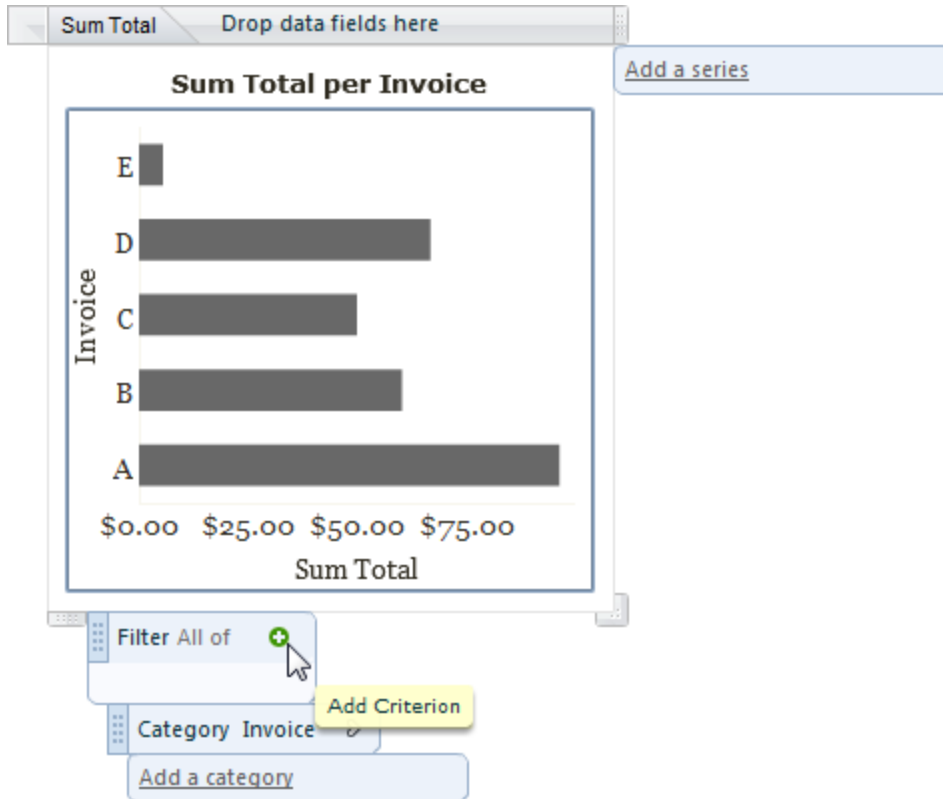 Sum Total Drop data fields here
Add a series
Sum Total per Invoice
E
D
C
B
A
Invoice
$0.00 $25.00 $50.00 $75.00
Sum Total
Filter All of
Add Criterion
Category Invoice
Add a category